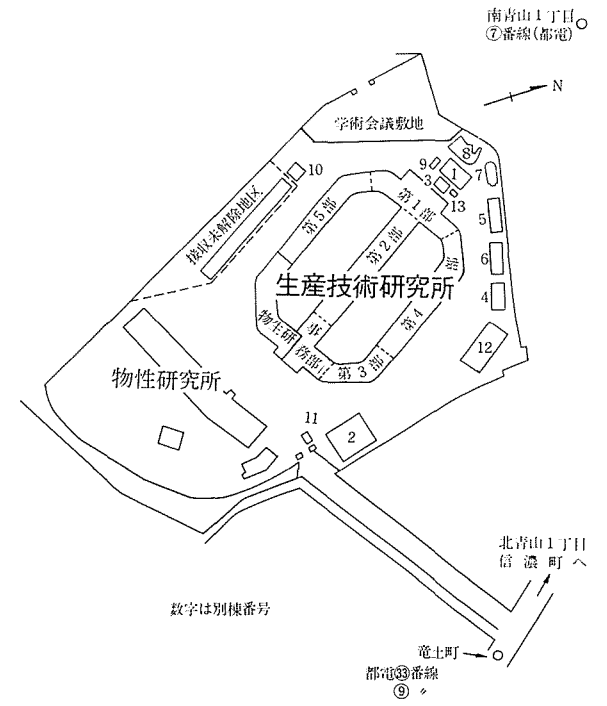 南青山1丁目
⑦番線(都電)
N
学術会議敷地
8
9
1
7
3
13
10
5
6
4
12
接収未解除地区
第5部
第1部
第2部
第4部
生産技術研究所
物生研
事務部
第3部
物性研究所
11
2
北青山1丁目
信濃町へ
数字は別棟番号
竜土町
都電㉝番線
⑨ 〃